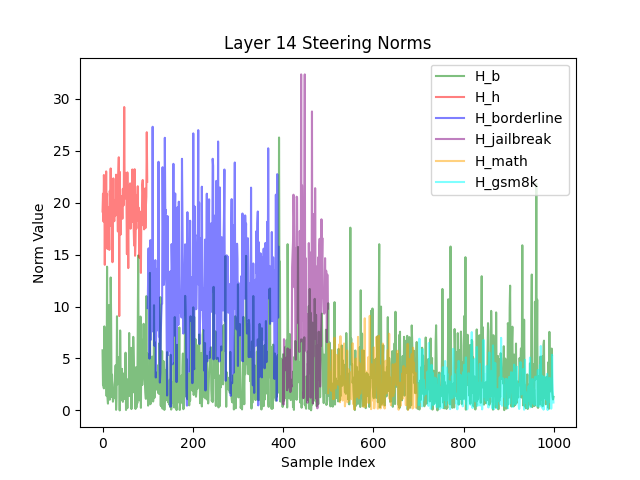 Layer 14 Steering Norms
Norm Value
30
25
20
15
10
5
0
H_b
H_h
H_borderline
H_jailbreak
H_math
H_gsm8k
0
200
400
600
800
1000
Sample Index